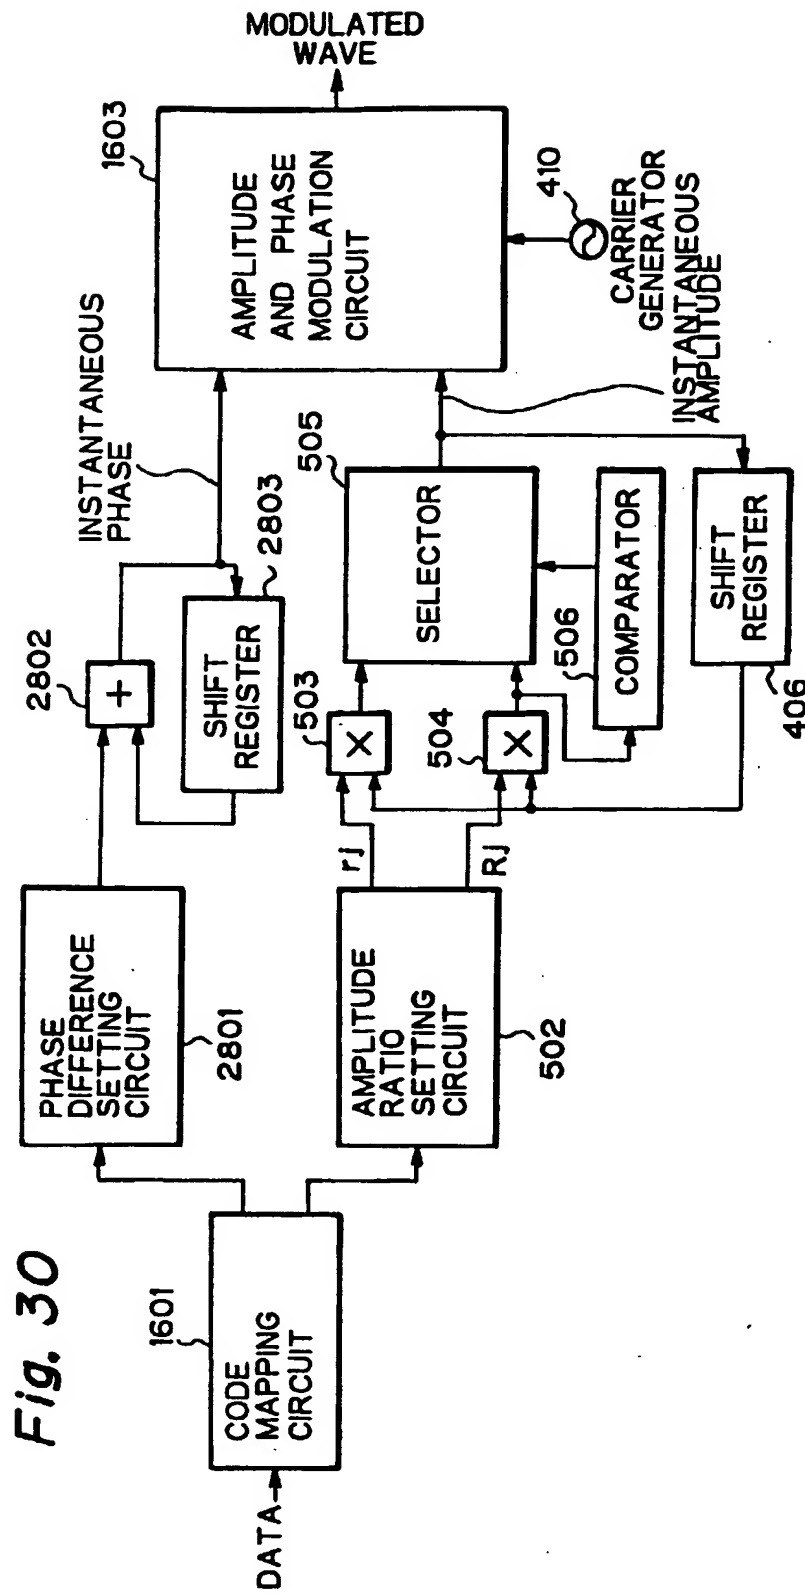 Fig. 30
DATA
1601
CODE
MAPPING
CIRCUIT
PHASE
DIFFERENCE
SETTING
CIRCUIT
2801
2802
+
SHIFT
REGISTER
2803
INSTANTANEOUS
PHASE
AMPLITUDE
RATIO
SETTING
CIRCUIT
502
rj
Rj
503
X
504
X
505
SELECTOR
506
COMPARATOR
SHIFT
REGISTER
406
INSTANTANEOUS
AMPLITUDE
CARRIER
GENERATOR
410
1603
AMPLITUDE
AND PHASE
MODULATION
CIRCUIT
MODULATED
WAVE